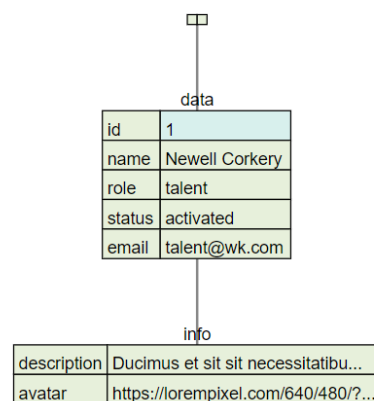 data
id 1
name Newell Corkery
role talent
status activated
email talent@wk.com
info
description Ducimus et sit sit necessitatibu...
avatar https://lorempixel.com/640/480/?...